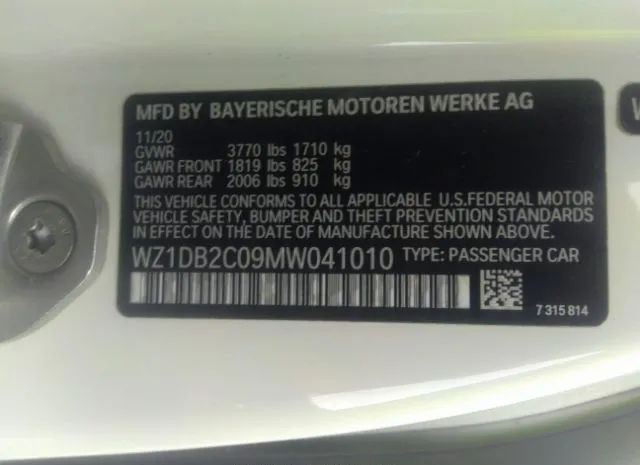 MFD BY BAYERISCHE MOTOREN WERKE AG
11/20
GVWR 3770 lbs 1710 kg
GAWR FRONT 1819 lbs 825 kg
GAWR REAR 2006 lbs 910 kg
THIS VEHICLE CONFORMS TO ALL APPLICABLE U.S.FEDERAL MOTOR
VEHICLE SAFETY, BUMPER AND THEFT PREVENTION STANDARDS
IN EFFECT ON THE DATE OF MANUFACTURE SHOWN ABOVE.
WZ1DB2C09MW041010 TYPE: PASSENGER CAR
7 315 814